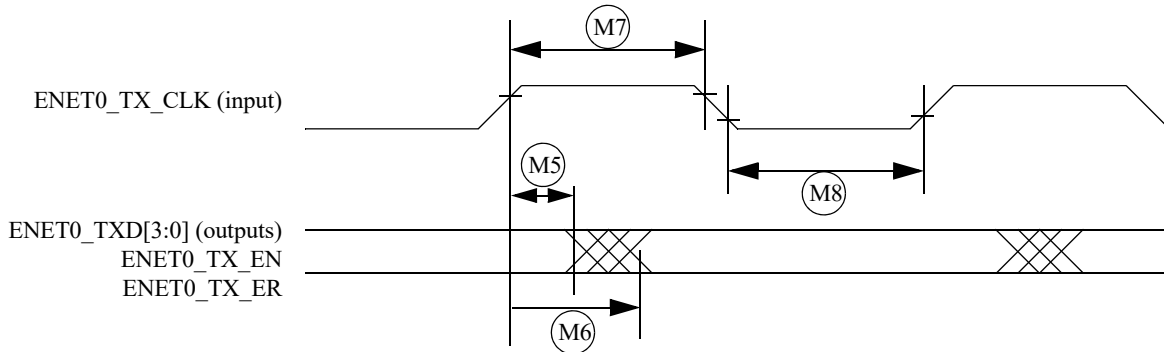 M7
ENET0_TX_CLK (input)
M5
M8
ENET0_TXD[3:0] (outputs)
ENET0_TX_EN
ENET0_TX_ER
M6